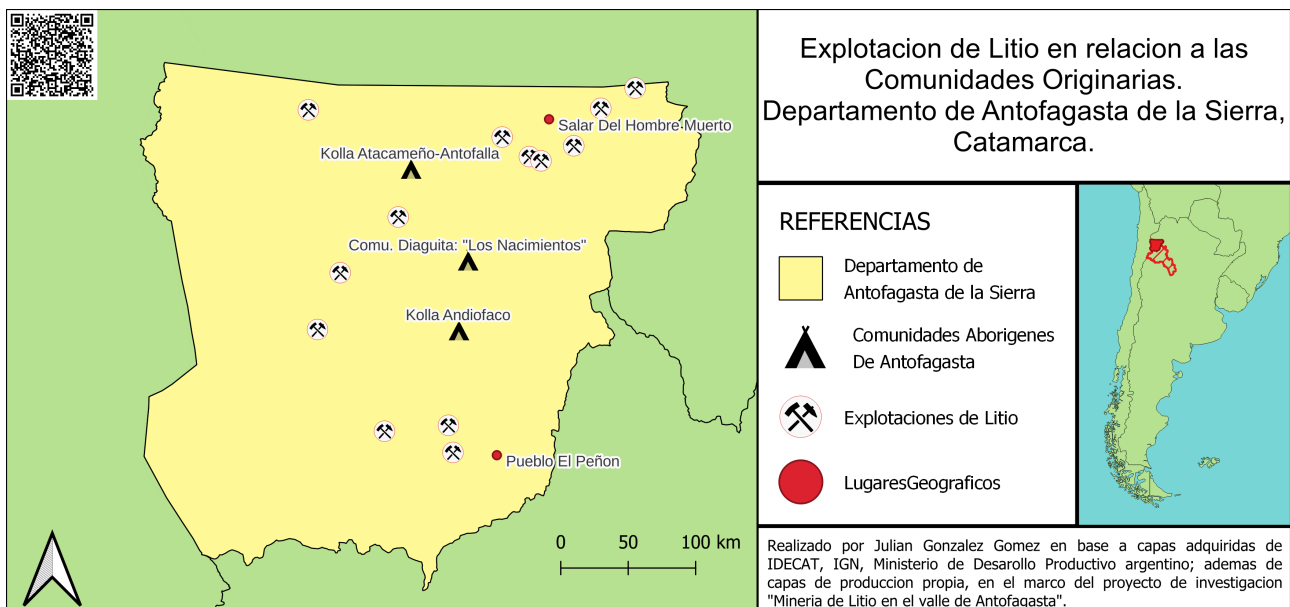 Explotacion de Litio en relacion a las
Comunidades Originarias.
Departamento de Antofagasta de la Sierra,
Catamarca.
Salar Del Hombre Muerto
Kolla Atacameño-Antofalla
Comu. Diaguita: "Los Nacimientos"
Kolla Andiofaco
Pueblo El Peñon
0 50 100 km
REFERENCIAS
Departamento de
Antofagasta de la Sierra
Comunidades Aborigenes
De Antofagasta
Explotaciones de Litio
LugaresGeograficos
Realizado por Julian Gonzalez Gomez en base a capas adquiridas de
IDECAT, IGN, Ministerio de Desarollo Productivo argentino; ademas de
capas de produccion propia, en el marco del proyecto de investigacion
"Mineria de Litio en el valle de Antofagasta".